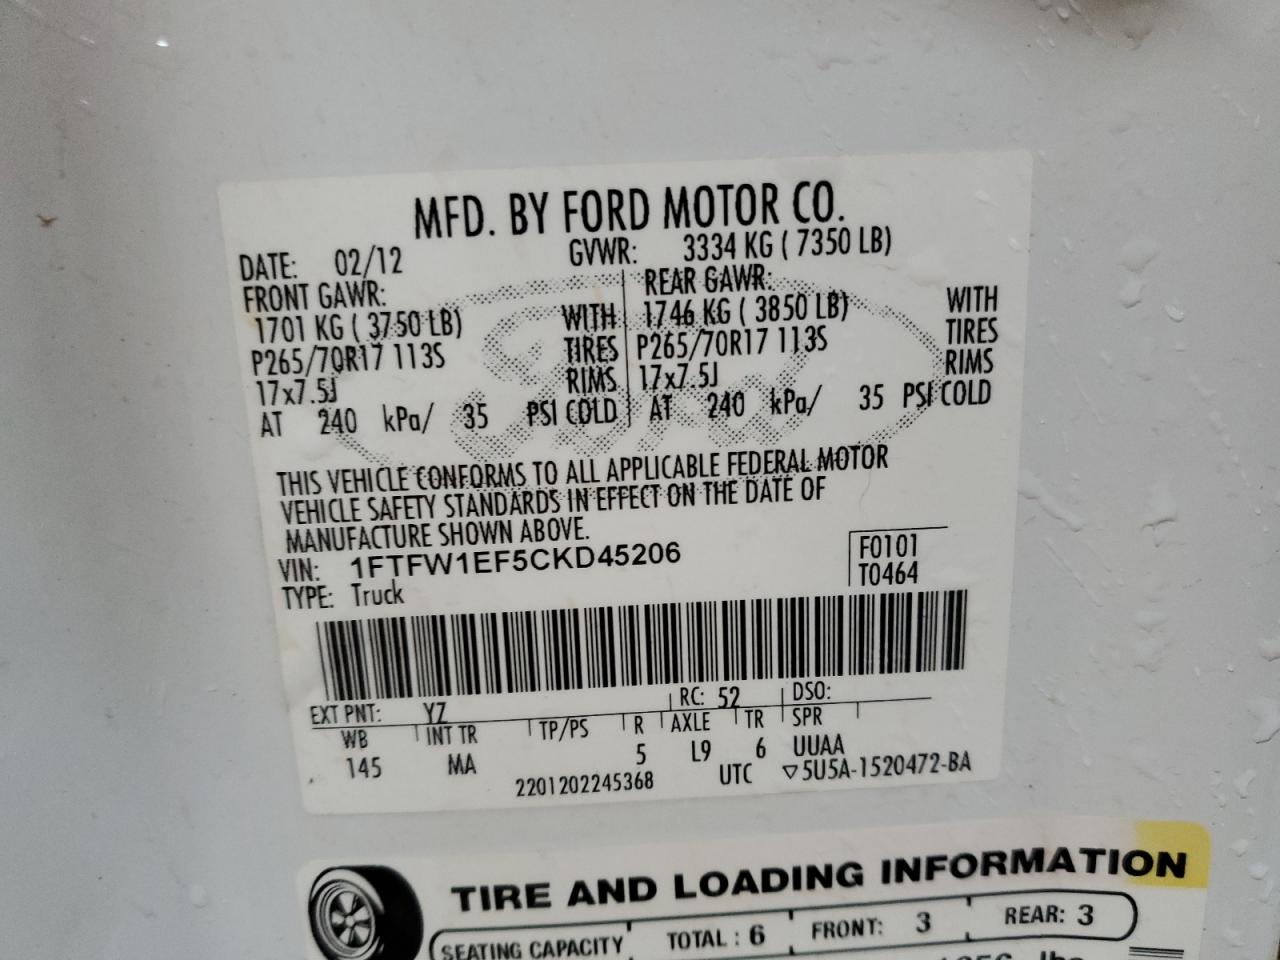 MFD. BY FORD MOTOR CO.
DATE: 02/12 GVWR: 3334 KG ( 7350 LB)
FRONT GAWR: REAR GAWR:
1701 KG ( 3750 LB) WITH 1746 KG ( 3850 LB) WITH
P265/70R17 113S TIRES P265/70R17 113S TIRES
17x7.5J RIMS 17x7.5J RIMS
AT 240 kPa/ 35 PSI COLD AT 240 kPa/ 35 PSI COLD
Ford
THIS VEHICLE CONFORMS TO ALL APPLICABLE FEDERAL MOTOR
VEHICLE SAFETY STANDARDS IN EFFECT ON THE DATE OF
MANUFACTURE SHOWN ABOVE.
VIN: 1FTFW1EF5CKD45206 F0101
TYPE: Truck T0464
EXT PNT: YZ RC: 52 DSO:
WB INT TR TP/PS R AXLE TR SPR
145 MA 5 L9 6 UUAA
2201202245368 UTC ▽5U5A-1520472-BA
TIRE AND LOADING INFORMATION
SEATING CAPACITY TOTAL : 6 FRONT: 3 REAR: 3